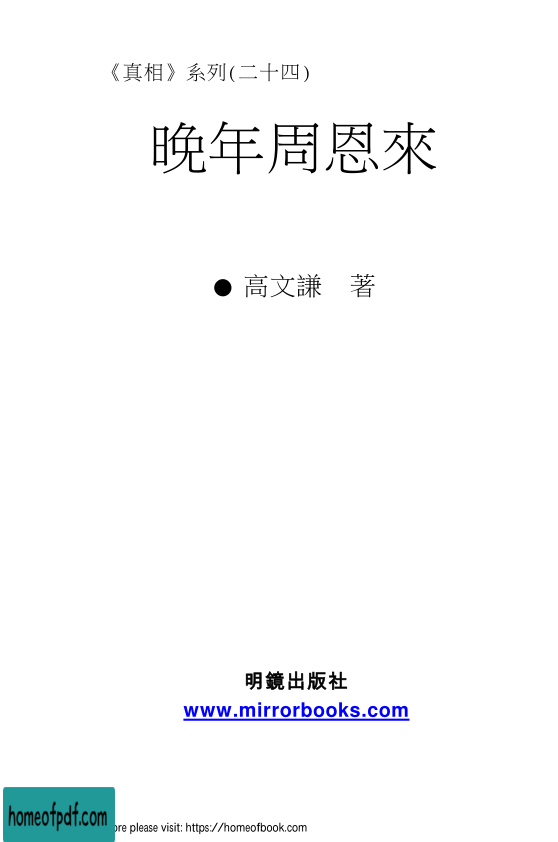 《真相》系列(二十四)
晚年周恩來
● 高文謙 著
明鏡出版社
www.mirrorbooks.com
homeofpdf.com
ore please visit: https://homeofbook.com